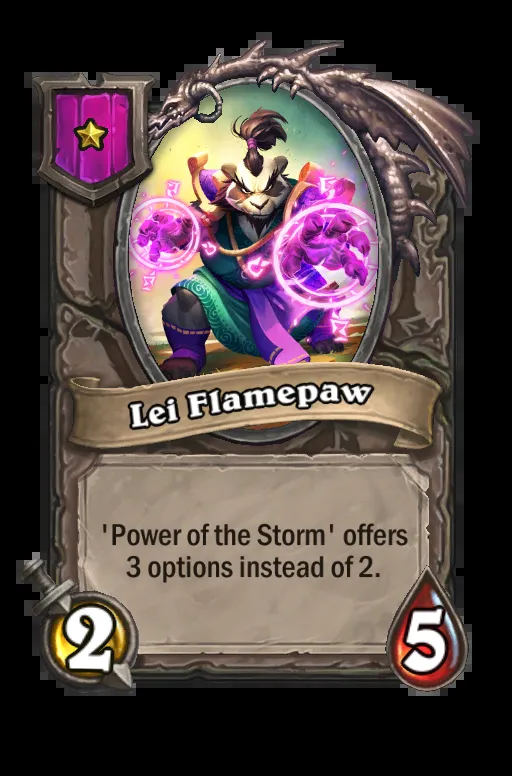 Lei Flamepaw
'Power of the Storm' offers
3 options instead of 2.
2
5